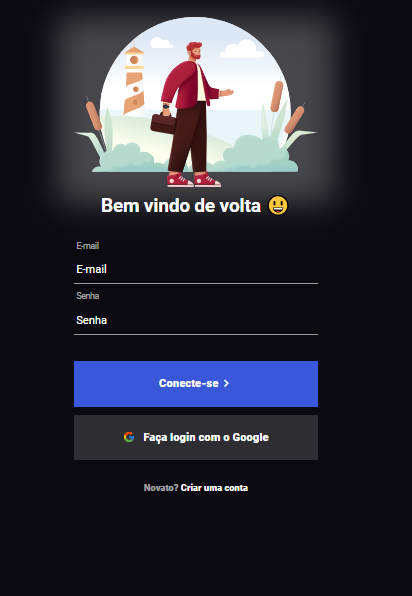 Bem vindo de volta 😃
E-mail
E-mail
Senha
Senha
Conecte-se >
Faça login com o Google
Novato? Criar uma conta